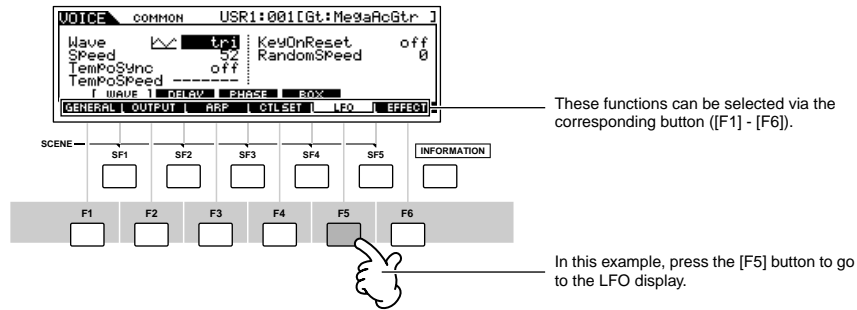 VOICE COMMON USR1:001[Gt:MegaAcGtr ]
Wave tri KeyOnReset off
Speed 52 RandomSpeed 0
TempoSync off
TempoSpeed --------
[ WAVE ] DELAY PHASE BOX
GENERAL[ OUTPUT [ ARP [ CTL SET [ LFO [ EFFECT
These functions can be selected via the
corresponding button ([F1] - [F6]).
SCENE
SF1 SF2 SF3 SF4 SF5 INFORMATION
F1 F2 F3 F4 F5 F6
In this example, press the [F5] button to go
to the LFO display.